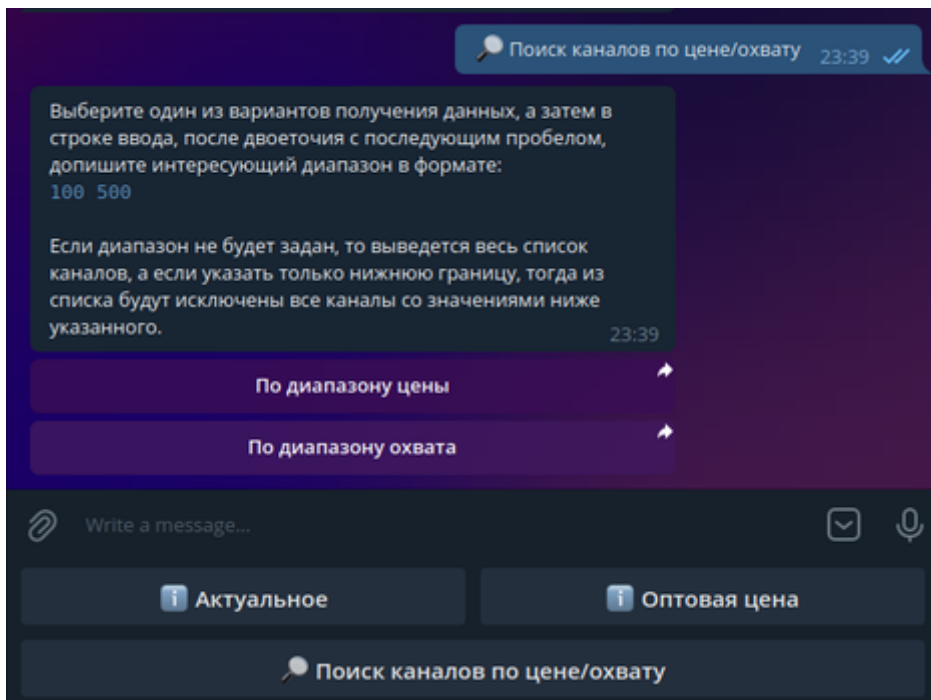 🔎 Поиск каналов по цене/охвату 23:39
Выберите один из вариантов получения данных, а затем в
строке ввода, после двоеточия с последующим пробелом,
допишите интересующий диапазон в формате:
100 500
Если диапазон не будет задан, то выведется весь список
каналов, а если указать только нижнюю границу, тогда из
списка будут исключены все каналы со значениями ниже
указанного. 23:39
По диапазону цены
По диапазону охвата
Write a message...
ℹ️ Актуальное
ℹ️ Оптовая цена
🔎 Поиск каналов по цене/охвату